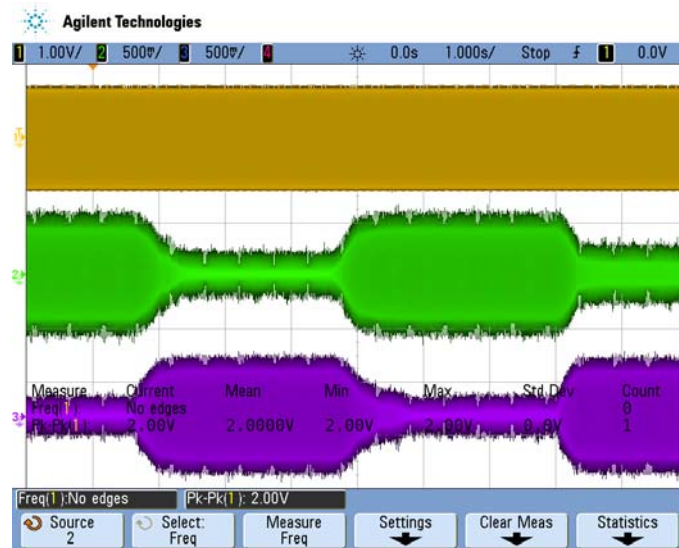 Agilent Technologies
1 1.00V/ 2 500mV/ 3 500mV/ 4 0.0s 1.000s/ Stop 1 0.0V
1
2
3
Measure Current Mean Min Max Std Dev Count
Freq(1): No edges 0
Pk-Pk(1): 2.00V 2.0000V 2.00V 2.00V 0.0V 1
Freq(1):No edges Pk-Pk(1): 2.00V
Source Select: Measure Settings Clear Meas Statistics
2 Freq Freq